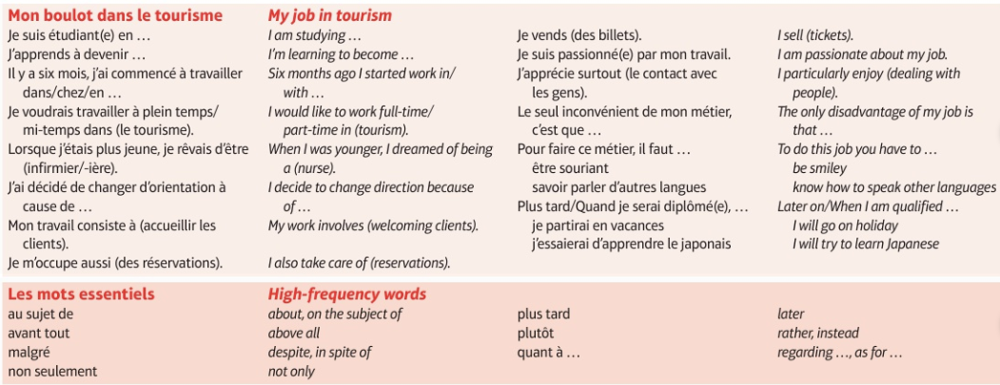 Mon boulot dans le tourisme
Je suis étudiant(e) en …
J'apprends à devenir …
Il y a six mois, j'ai commencé à travailler
dans/chez/en …
Je voudrais travailler à plein temps/
mi-temps dans (le tourisme).
Lorsque j'étais plus jeune, je rêvais d'être
(infirmier/-ière).
J'ai décidé de changer d'orientation à
cause de …
Mon travail consiste à (accueillir les
clients).
Je m'occupe aussi (des réservations).
My job in tourism
I am studying …
I'm learning to become …
Six months ago I started work in/
with …
I would like to work full-time/
part-time in (tourism).
When I was younger, I dreamed of being
a (nurse).
I decide to change direction because
of …
My work involves (welcoming clients).
I also take care of (reservations).
Je vends (des billets).
Je suis passionné(e) par mon travail.
J'apprécie surtout (le contact avec
les gens).
Le seul inconvénient de mon métier,
c'est que …
Pour faire ce métier, il faut …
être souriant
savoir parler d'autres langues
Plus tard/Quand je serai diplômé(e), …
je partirai en vacances
j'essaierai d'apprendre le japonais
I sell (tickets).
I am passionate about my job.
I particularly enjoy (dealing with
people).
The only disadvantage of my job is
that …
To do this job you have to …
be smiley
know how to speak other languages
Later on/When I am qualified …
I will go on holiday
I will try to learn Japanese
Les mots essentiels
au sujet de
avant tout
malgré
non seulement
High-frequency words
about, on the subject of
above all
despite, in spite of
not only
plus tard
plutôt
quant à …
later
rather, instead
regarding …, as for …